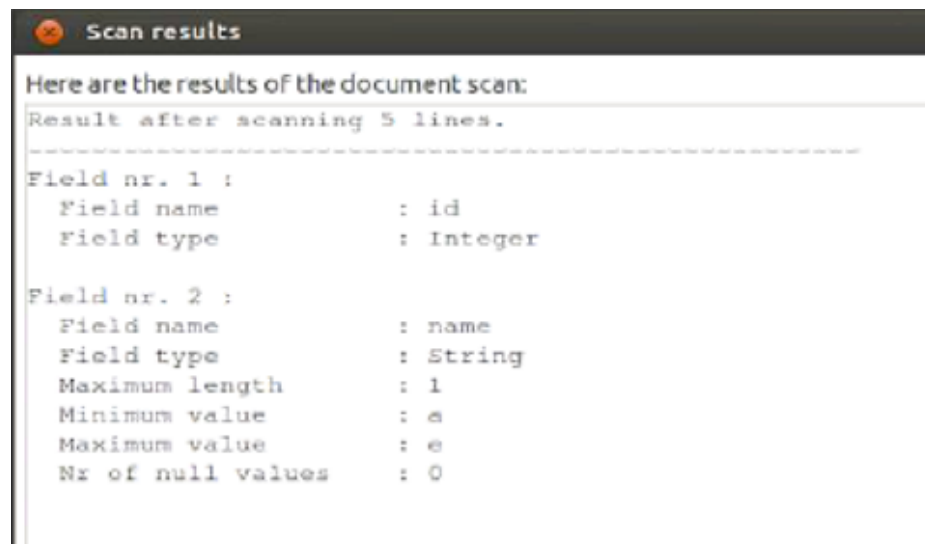 Scan results
Here are the results of the document scan:
Result after scanning 5 lines.
------------------------------------------------------
Field nr. 1 :
Field name : id
Field type : Integer
Field nr. 2 :
Field name : name
Field type : String
Maximum length : 1
Minimum value : a
Maximum value : e
Nr of null values : 0